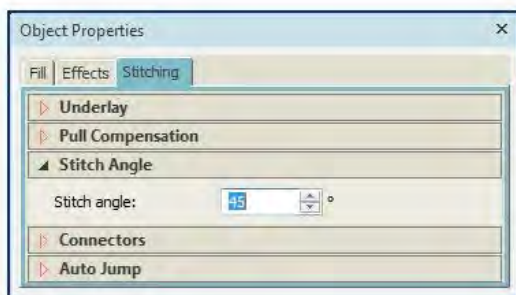 Object Properties
Fill Effects Stitching
Underlay
Pull Compensation
Stitch Angle
Stitch angle: 45 °
Connectors
Auto Jump